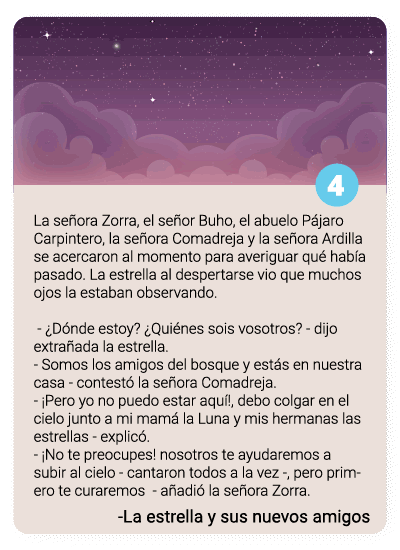 4
La señora Zorra, el señor Buho, el abuelo Pájaro
Carpintero, la señora Comadreja y la señora Ardilla
se acercaron al momento para averiguar qué había
pasado. La estrella al despertarse vio que muchos
ojos la estaban observando.
- ¿Dónde estoy? ¿Quiénes sois vosotros? - dijo
extrañada la estrella.
- Somos los amigos del bosque y estás en nuestra
casa - contestó la señora Comadreja.
- ¡Pero yo no puedo estar aquí!, debo colgar en el
cielo junto a mi mamá la Luna y mis hermanas las
estrellas - explicó.
- ¡No te preocupes! nosotros te ayudaremos a
subir al cielo - cantaron todos a la vez -, pero prim-
ero te curaremos - añadió la señora Zorra.
-La estrella y sus nuevos amigos